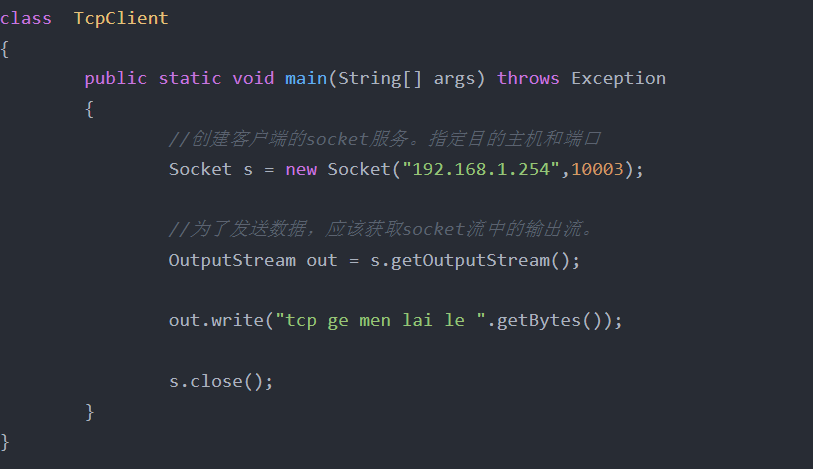 class  TcpClient
{
        public static void main(String[] args) throws Exception
        {
                //创建客户端的socket服务。指定目的主机和端口
                Socket s = new Socket("192.168.1.254",10003);
                //为了发送数据，应该获取socket流中的输出流。
                OutputStream out = s.getOutputStream();
                out.write("tcp ge men lai le ".getBytes());
                s.close();
        }
}